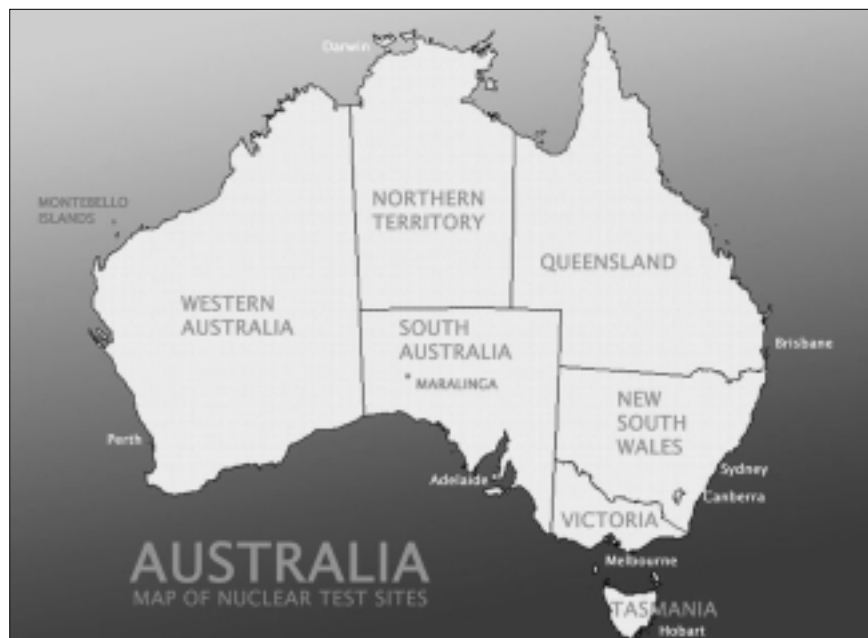 Darwin
NORTHERN
TERRITORY
MONTEBELLO
ISLANDS
QUEENSLAND
WESTERN
AUSTRALIA
SOUTH
AUSTRALIA
Brisbane
MARALINGA
NEW
SOUTH
WALES
Perth
Sydney
Adelaide
Canberra
VICTORIA
AUSTRALIA
MAP OF NUCLEAR TEST SITES
Melbourne
TASMANIA
Hobart